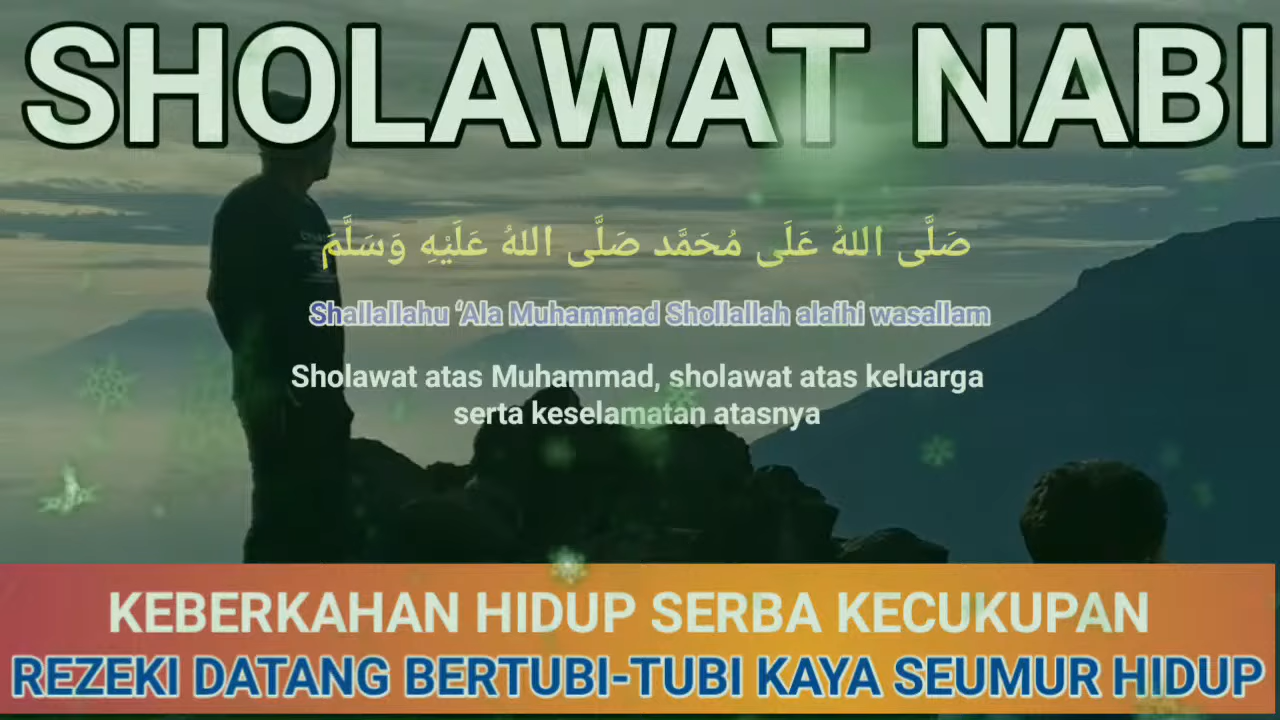 SHOLAWAT NABI
صَلَّى اللهُ عَلَى مُحَمَّد صَلَّى اللهُ عَلَيْهِ وَسَلَّمَ
Shallallahu ‘Ala Muhammad Shollallah alaihi wasallam
Sholawat atas Muhammad, sholawat atas keluarga
serta keselamatan atasnya
KEBERKAHAN HIDUP SERBA KECUKUPAN
REZEKI DATANG BERTUBI-TUBI KAYA SEUMUR HIDUP